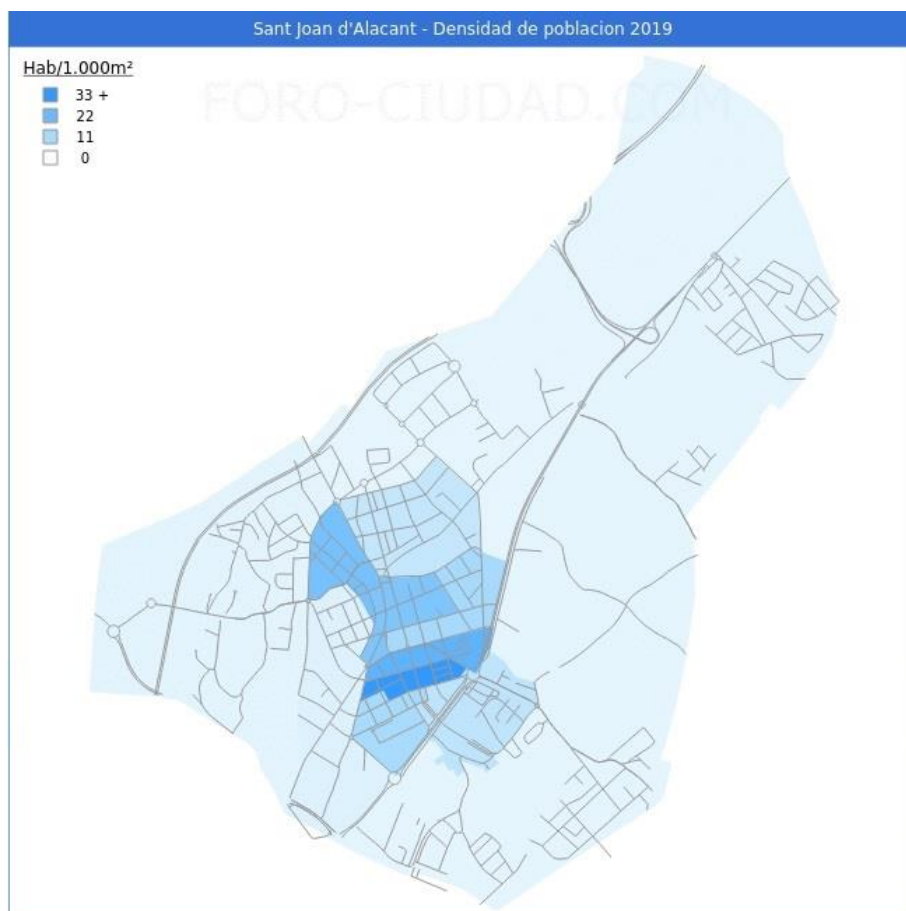 Sant Joan d'Alacant - Densidad de poblacion 2019
Hab/1.000m²
33 +
22
11
0
FORO-CIUDAD.COM